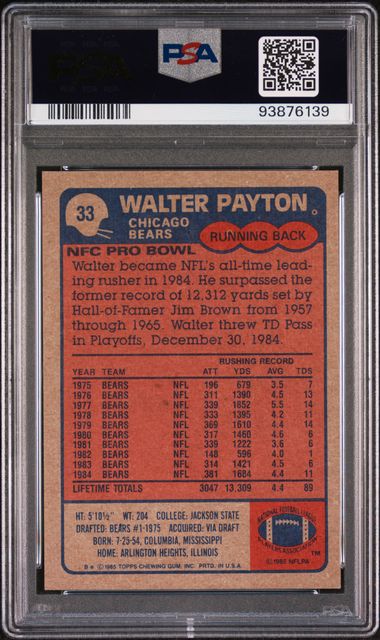 PSA
93876139
33
WALTER PAYTON
CHICAGO
BEARS
RUNNING BACK
NFC PRO BOWL
Walter became NFL's all-time lead-
ing rusher in 1984. He surpassed the
former record of 12,312 yards set by
Hall-of-Famer Jim Brown from 1957
through 1965. Walter threw TD Pass
in Playoffs, December 30, 1984.
RUSHING RECORD
YEAR TEAM ATT YDS AVG TDS
1975 BEARS NFL 196 679 3.5 7
1976 BEARS NFL 311 1390 4.5 13
1977 BEARS NFL 339 1852 5.5 14
1978 BEARS NFL 333 1395 4.2 11
1979 BEARS NFL 369 1610 4.4 14
1980 BEARS NFL 317 1460 4.6 6
1981 BEARS NFL 339 1222 3.6 6
1982 BEARS NFL 148 596 4.0 1
1983 BEARS NFL 314 1421 4.5 6
1984 BEARS NFL 381 1684 4.4 11
LIFETIME TOTALS 3047 13,309 4.4 89
HT: 5'10½" WT: 204 COLLEGE: JACKSON STATE
DRAFTED: BEARS #1-1975 ACQUIRED: VIA DRAFT
BORN: 7-25-54, COLUMBIA, MISSISSIPPI
HOME: ARLINGTON HEIGHTS, ILLINOIS
B* ©1985 TOPPS CHEWING GUM, INC. PRTD. IN U.S.A.
NATIONAL FOOTBALL LEAGUE
PLAYERS ASSOCIATION
TM
©1985 NFLPA